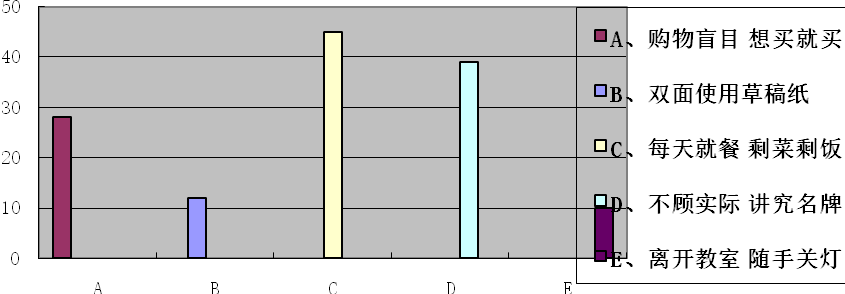 50
40
30
20
10
0
A B C D E
A、购物盲目 想买就买
B、双面使用草稿纸
C、每天就餐 剩菜剩饭
D、不顾实际 讲究名牌
E、离开教室 随手关灯